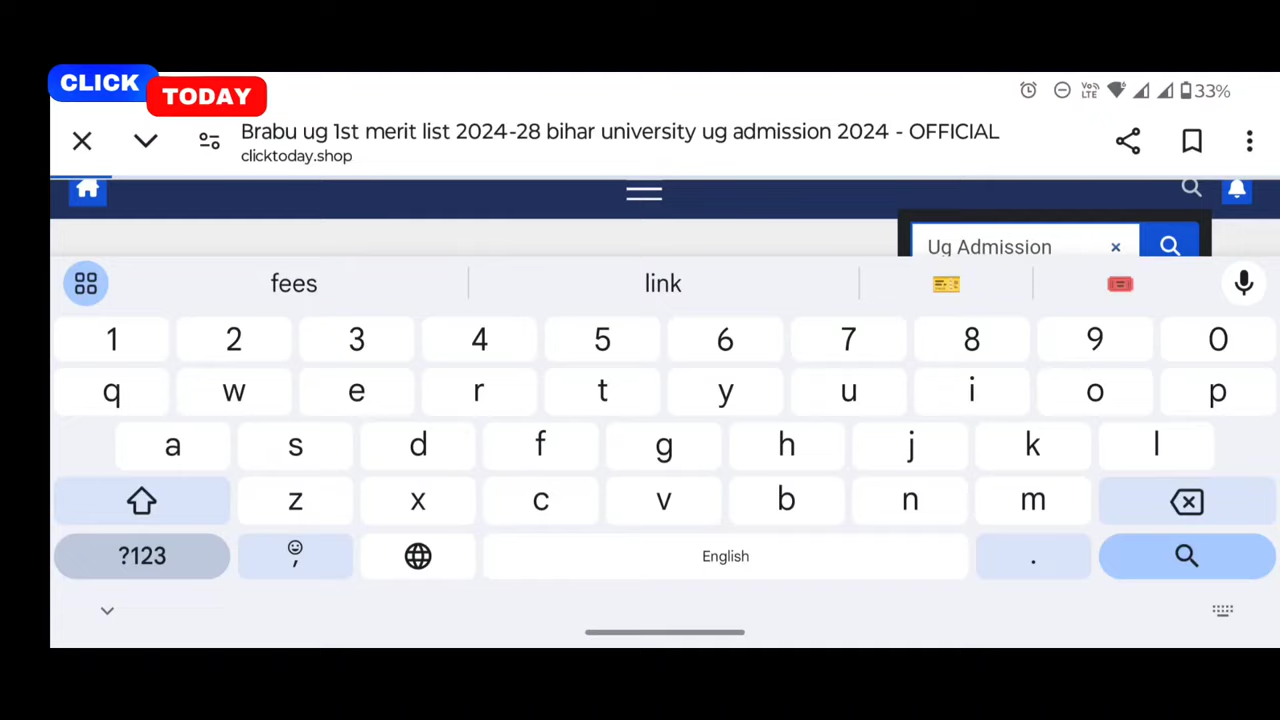 CLICK
TODAY
33%
Brabu ug 1st merit list 2024-28 bihar university ug admission 2024 - OFFICIAL
clicktoday.shop
Ug Admission
fees link
1 2 3 4 5 6 7 8 9 0
q w e r t y u i o p
a s d f g h j k l
z x c v b n m
?123 , English .